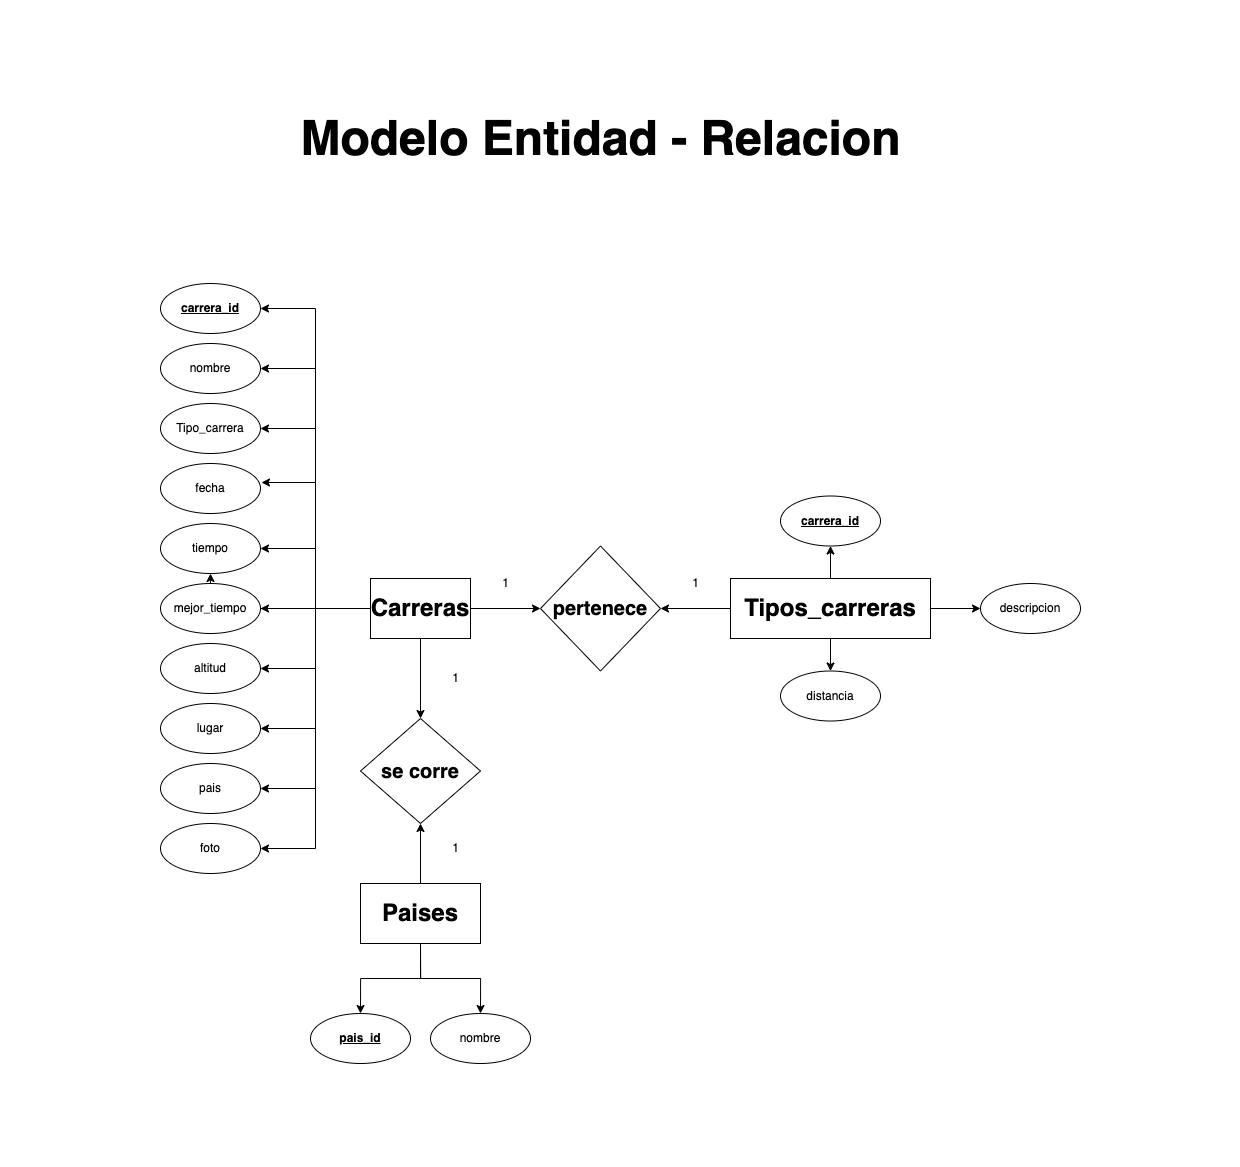 Modelo Entidad - Relacion
carrera_id
nombre
Tipo_carrera
fecha
tiempo
mejor_tiempo
altitud
lugar
pais
foto
Carreras
1
pertenece
1
Tipos_carreras
carrera_id
descripcion
distancia
1
se corre
1
Paises
pais_id
nombre